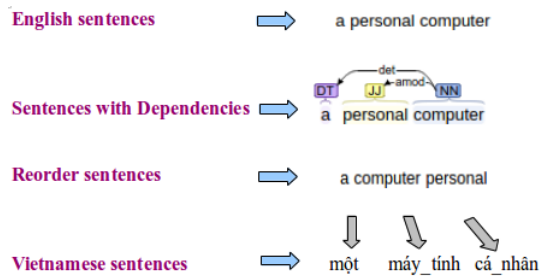 English sentences
a personal computer
det
amod
DT JJ NN
Sentences with Dependencies
a personal computer
Reorder sentences
a computer personal
Vietnamese sentences
một máy_tính cá_nhân